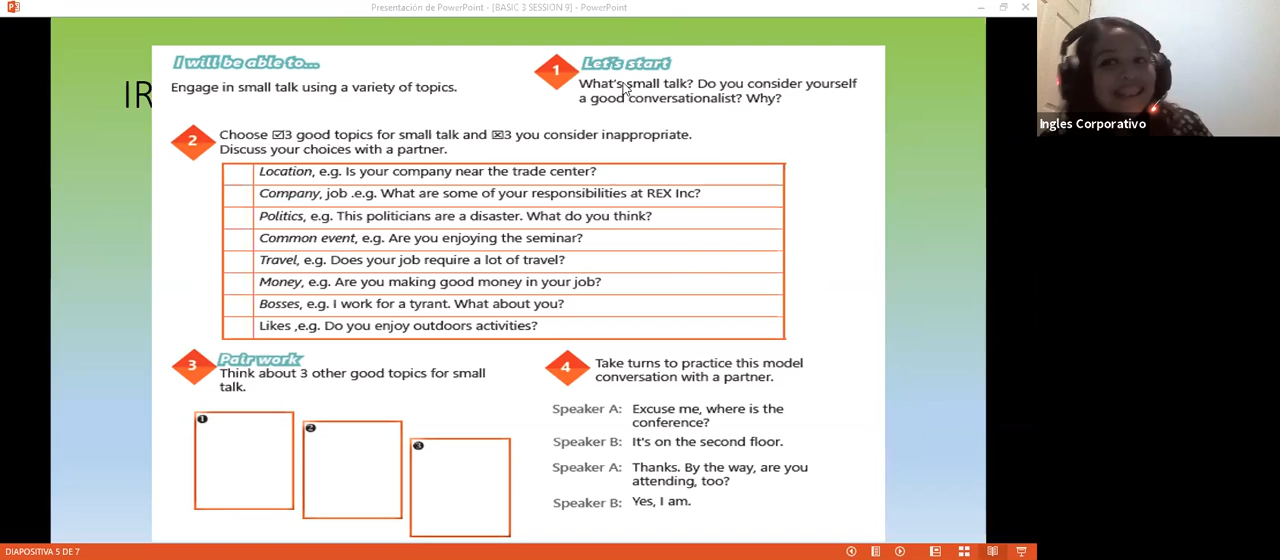 Presentación de PowerPoint - [BASIC 3 SESSION 9] - PowerPoint
Ingles Corporativo
IR
I will be able to...
Engage in small talk using a variety of topics.
1 Let's start
What's small talk? Do you consider yourself
a good conversationalist? Why?
2 Choose ☑3 good topics for small talk and ☒3 you consider inappropriate.
Discuss your choices with a partner.
Location, e.g. Is your company near the trade center?
Company, job .e.g. What are some of your responsibilities at REX Inc?
Politics, e.g. This politicians are a disaster. What do you think?
Common event, e.g. Are you enjoying the seminar?
Travel, e.g. Does your job require a lot of travel?
Money, e.g. Are you making good money in your job?
Bosses, e.g. I work for a tyrant. What about you?
Likes ,e.g. Do you enjoy outdoors activities?
3 Pair work
Think about 3 other good topics for small
talk.
1
2
3
4 Take turns to practice this model
conversation with a partner.
Speaker A: Excuse me, where is the
conference?
Speaker B: It's on the second floor.
Speaker A: Thanks. By the way, are you
attending, too?
Speaker B: Yes, I am.
DIAPOSITIVA 5 DE 7